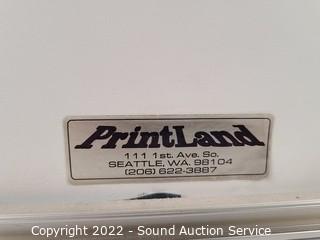 PrintLand
111 1st. Ave. So.
SEATTLE, WA. 98104
(206) 622-3887
Copyright © 2022 - Sound Auction Service